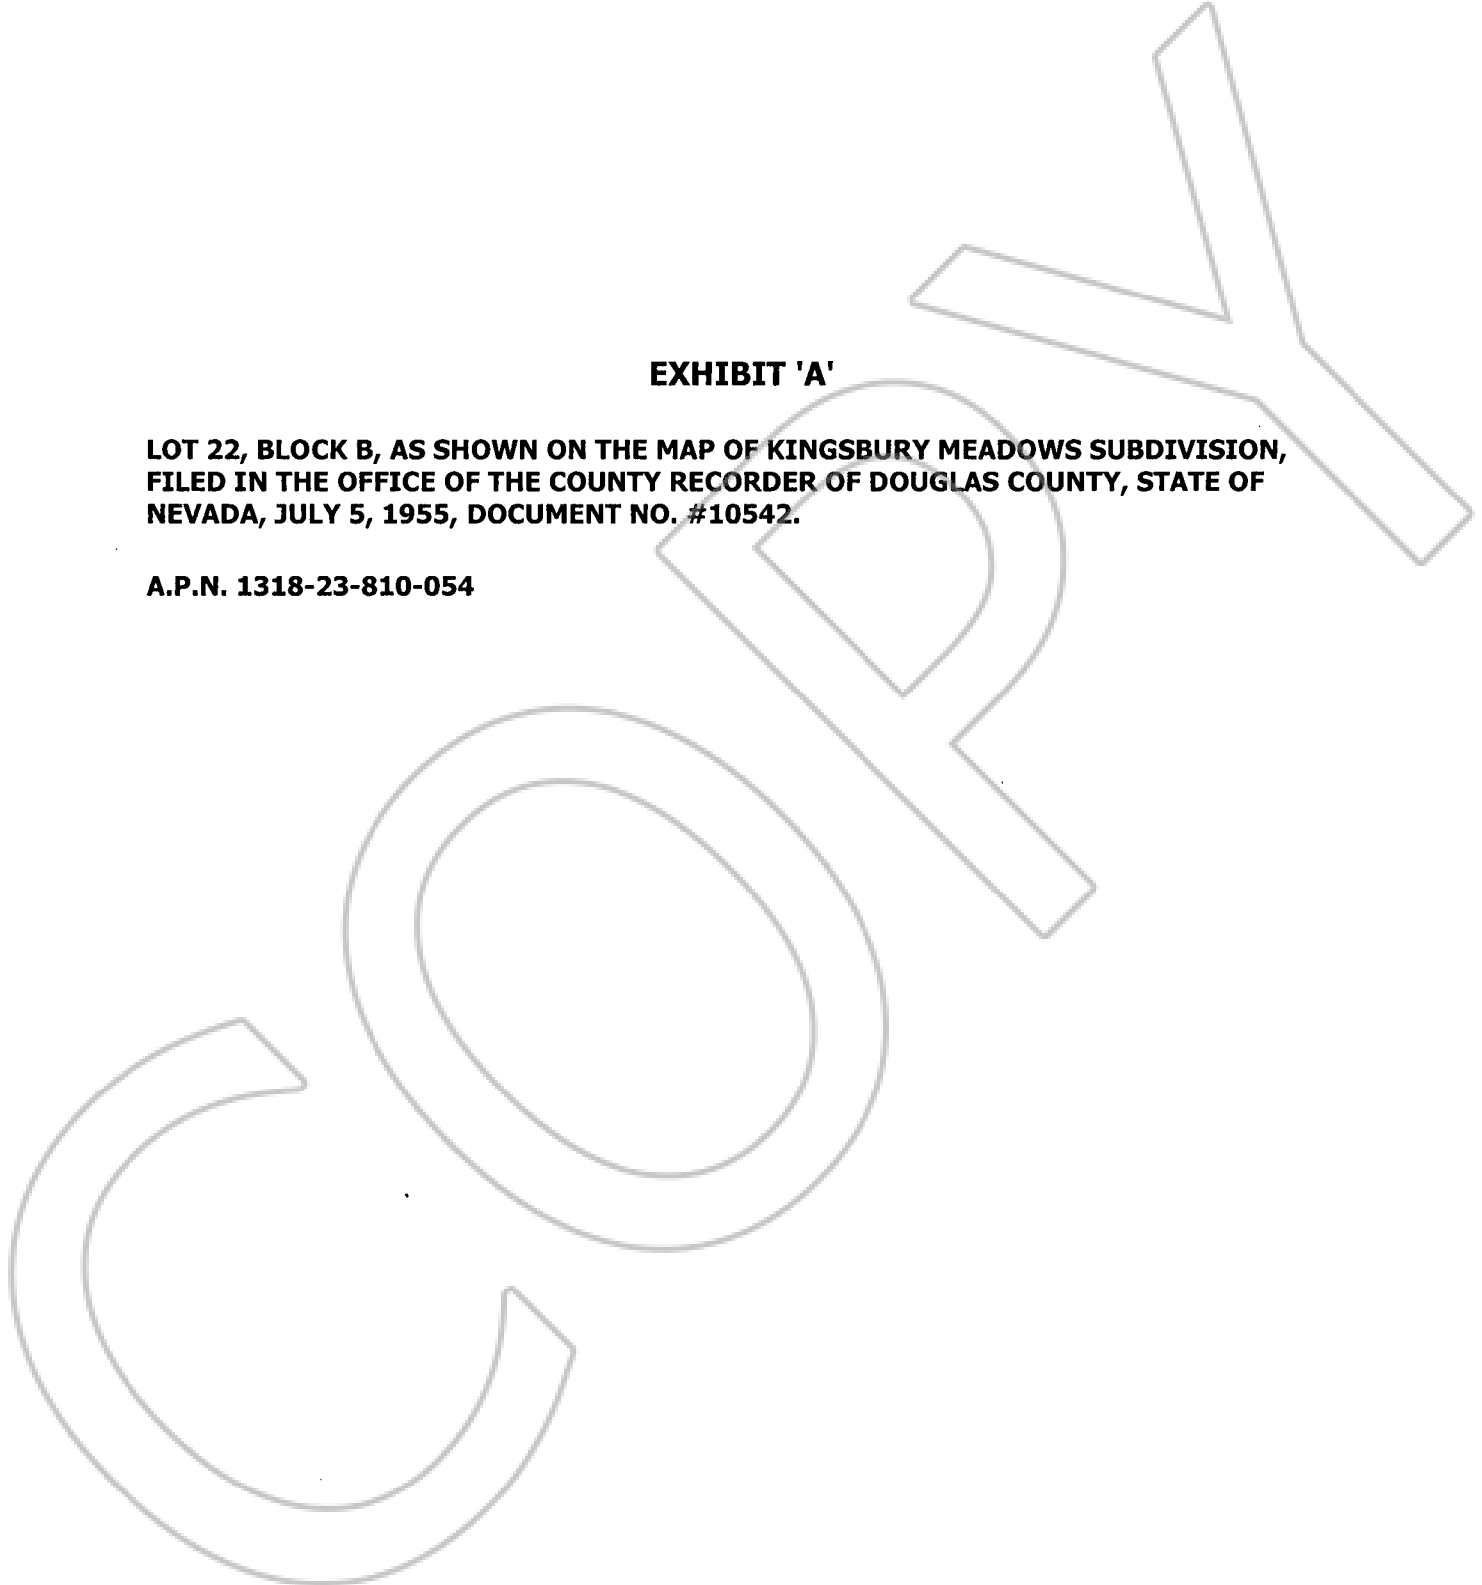 EXHIBIT 'A'
LOT 22, BLOCK B, AS SHOWN ON THE MAP OF KINGSBURY MEADOWS SUBDIVISION,
FILED IN THE OFFICE OF THE COUNTY RECORDER OF DOUGLAS COUNTY, STATE OF
NEVADA, JULY 5, 1955, DOCUMENT NO. #10542.
A.P.N. 1318-23-810-054
COPY